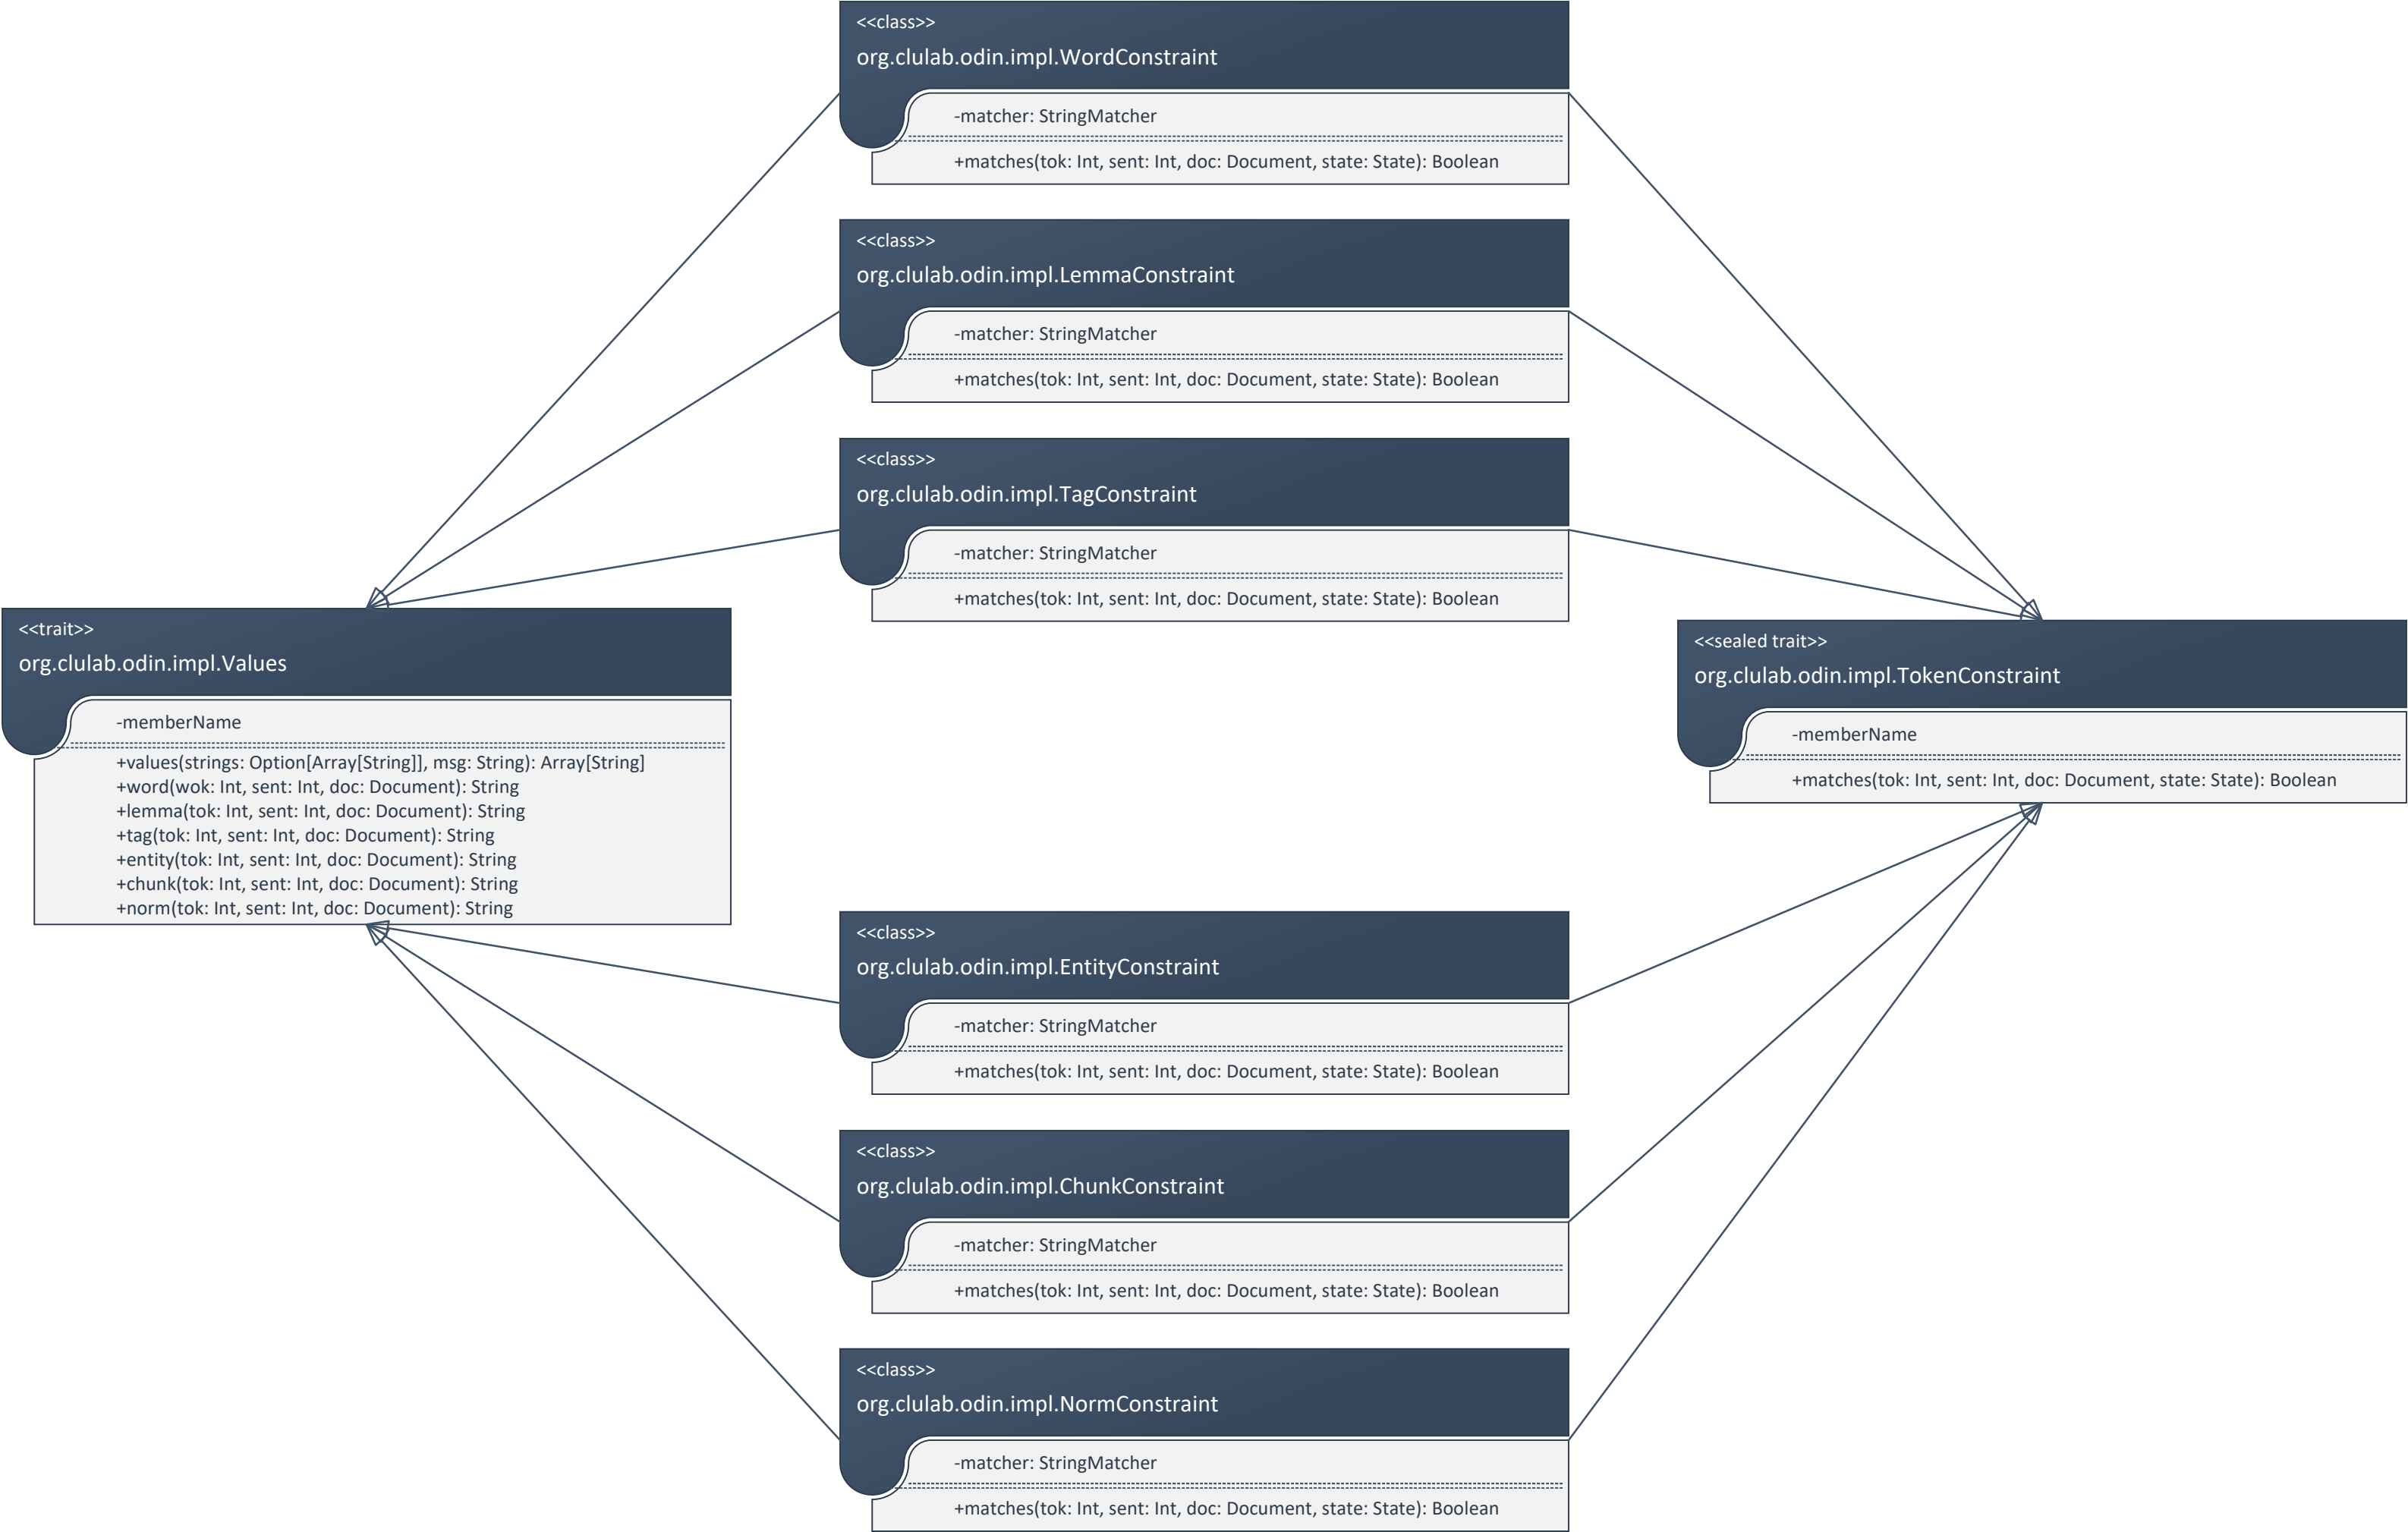 <<class>>
org.clulab.odin.impl.WordConstraint
-matcher: StringMatcher
+matches(tok: Int, sent: Int, doc: Document, state: State): Boolean
<<class>>
org.clulab.odin.impl.LemmaConstraint
-matcher: StringMatcher
+matches(tok: Int, sent: Int, doc: Document, state: State): Boolean
<<class>>
org.clulab.odin.impl.TagConstraint
-matcher: StringMatcher
+matches(tok: Int, sent: Int, doc: Document, state: State): Boolean
<<trait>>
org.clulab.odin.impl.Values
-memberName
+values(strings: Option[Array[String]], msg: String): Array[String]
+word(wok: Int, sent: Int, doc: Document): String
+lemma(tok: Int, sent: Int, doc: Document): String
+tag(tok: Int, sent: Int, doc: Document): String
+entity(tok: Int, sent: Int, doc: Document): String
+chunk(tok: Int, sent: Int, doc: Document): String
+norm(tok: Int, sent: Int, doc: Document): String
<<sealed trait>>
org.clulab.odin.impl.TokenConstraint
-memberName
+matches(tok: Int, sent: Int, doc: Document, state: State): Boolean
<<class>>
org.clulab.odin.impl.EntityConstraint
-matcher: StringMatcher
+matches(tok: Int, sent: Int, doc: Document, state: State): Boolean
<<class>>
org.clulab.odin.impl.ChunkConstraint
-matcher: StringMatcher
+matches(tok: Int, sent: Int, doc: Document, state: State): Boolean
<<class>>
org.clulab.odin.impl.NormConstraint
-matcher: StringMatcher
+matches(tok: Int, sent: Int, doc: Document, state: State): Boolean